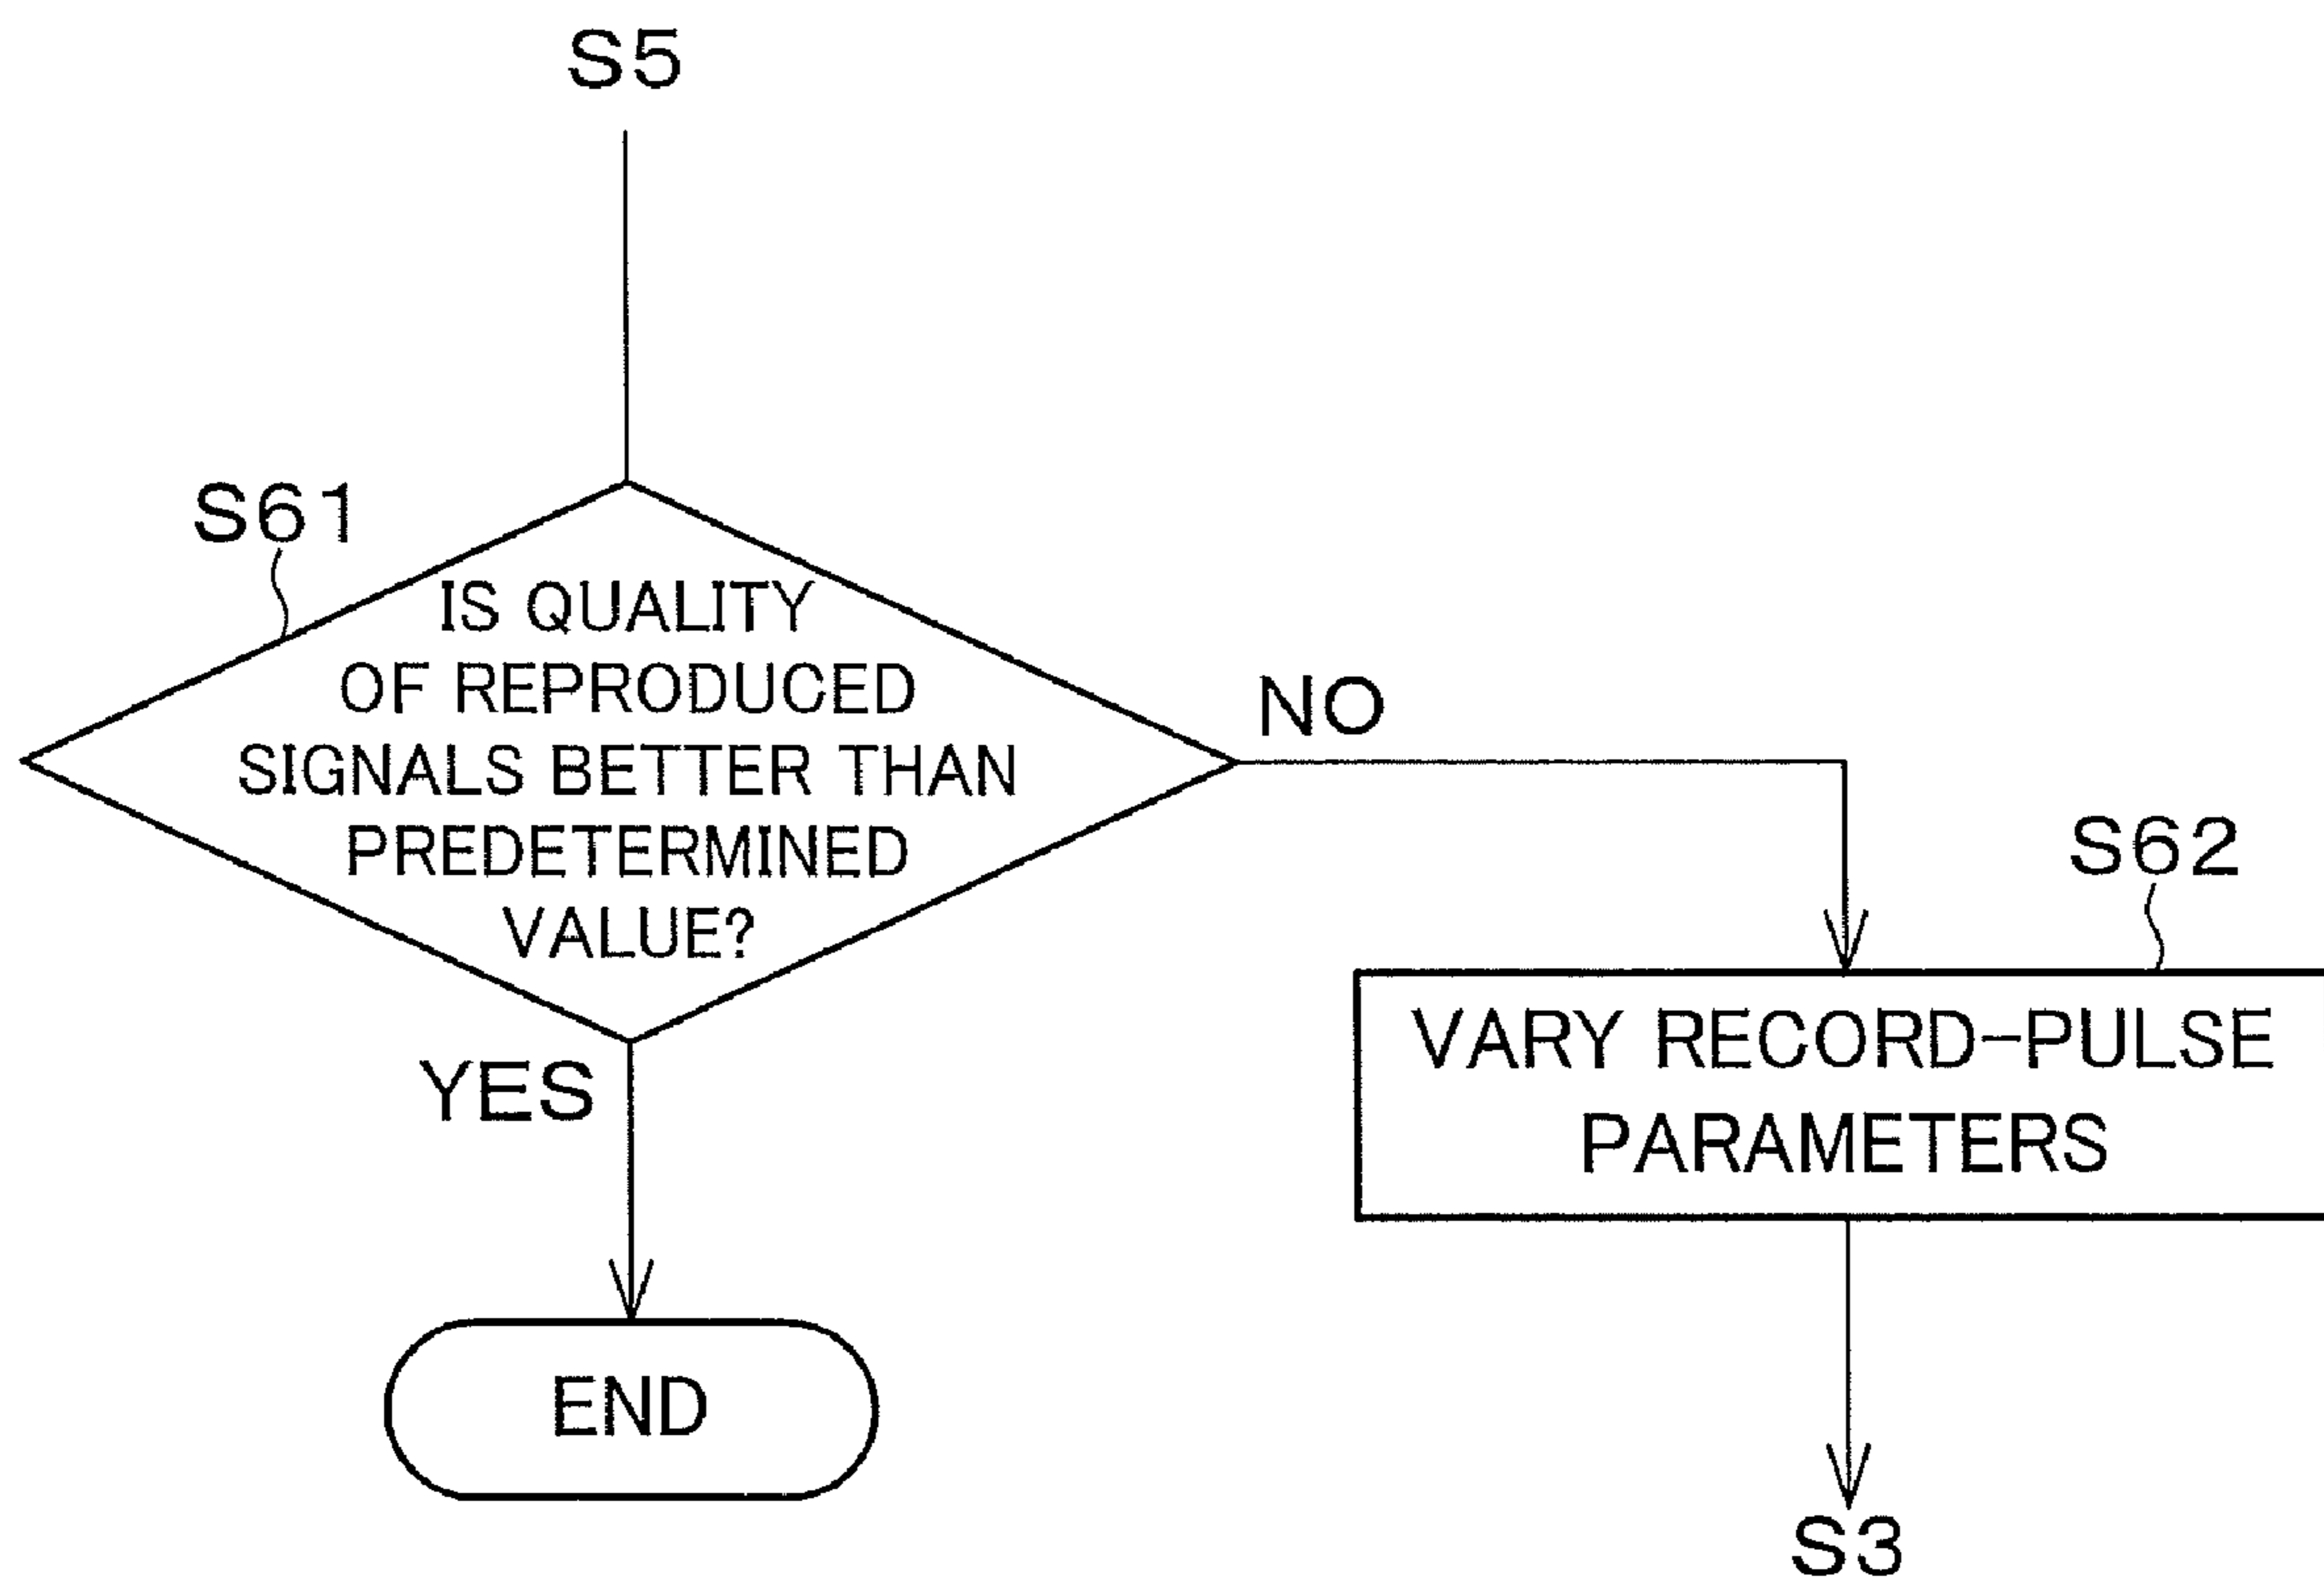 S5
S61
IS QUALITY
OF REPRODUCED
SIGNALS BETTER THAN
PREDETERMINED
VALUE?
NO
YES
S62
VARY RECORD-PULSE
PARAMETERS
END
S3